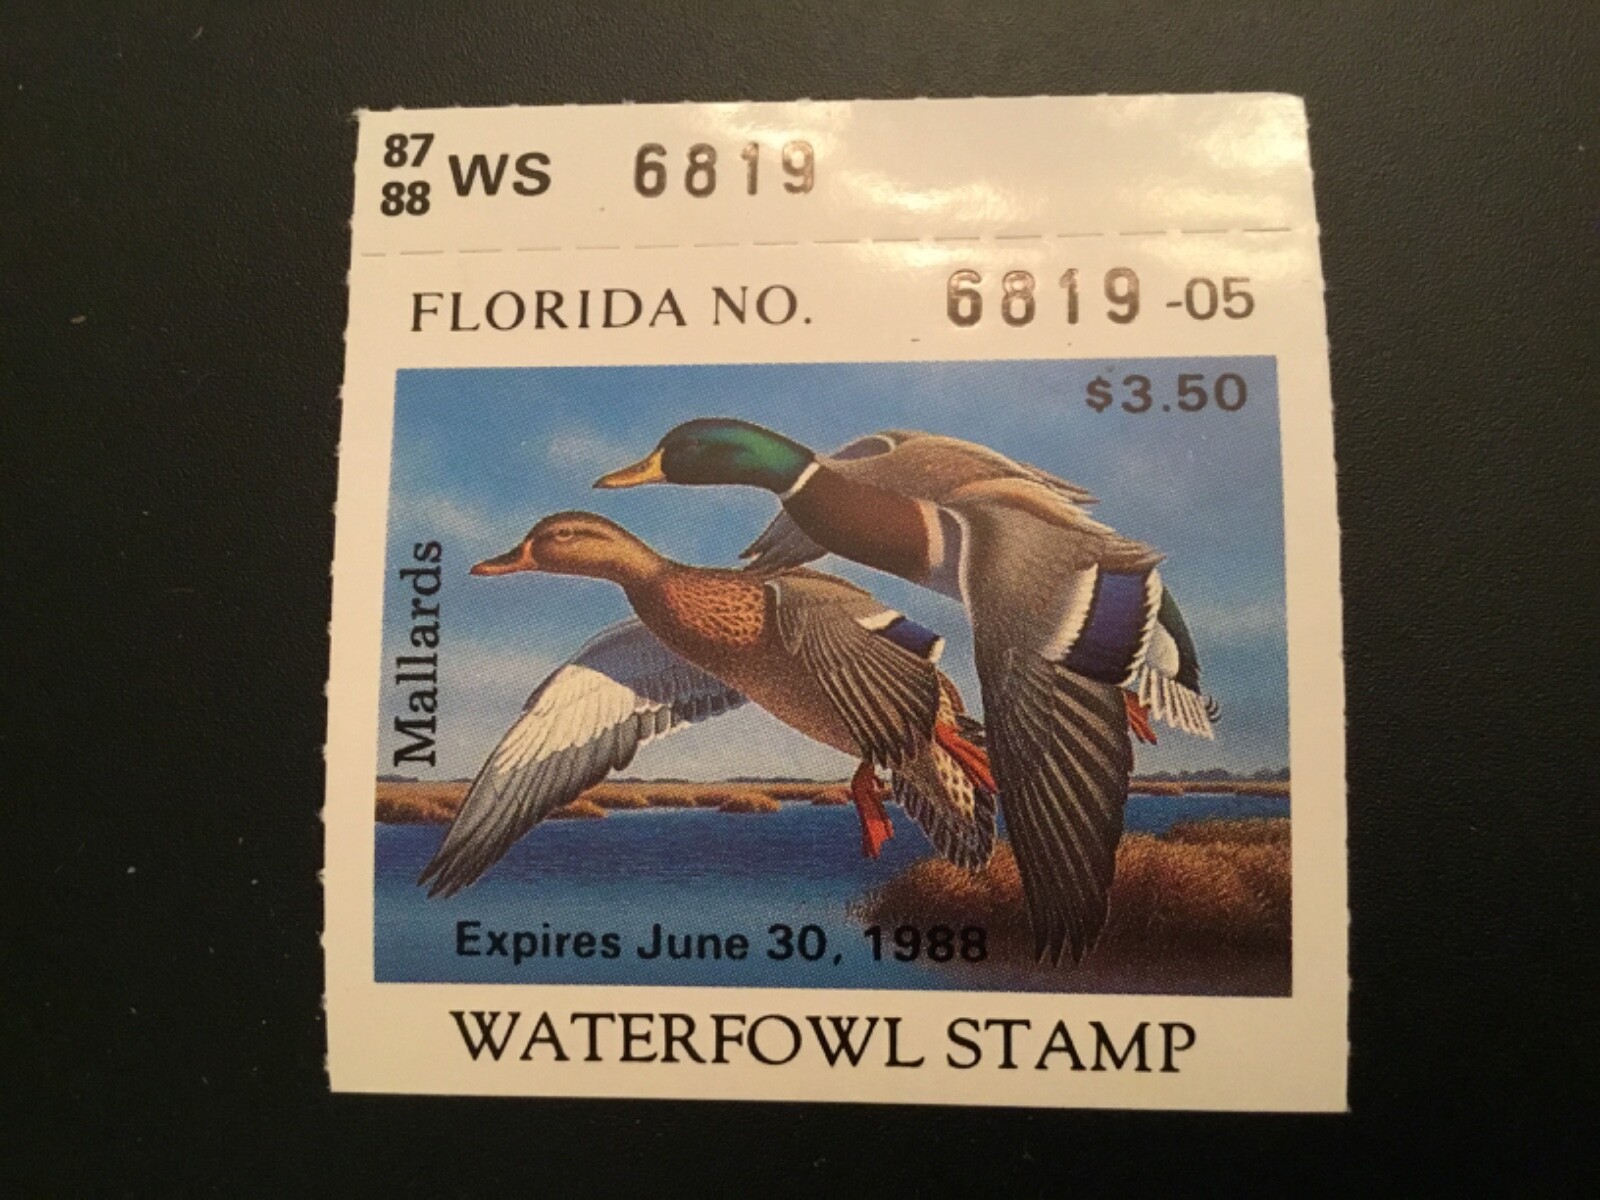 87
88 WS 6819
FLORIDA NO. 6819 -05
$3.50
Mallards
Expires June 30, 1988
WATERFOWL STAMP